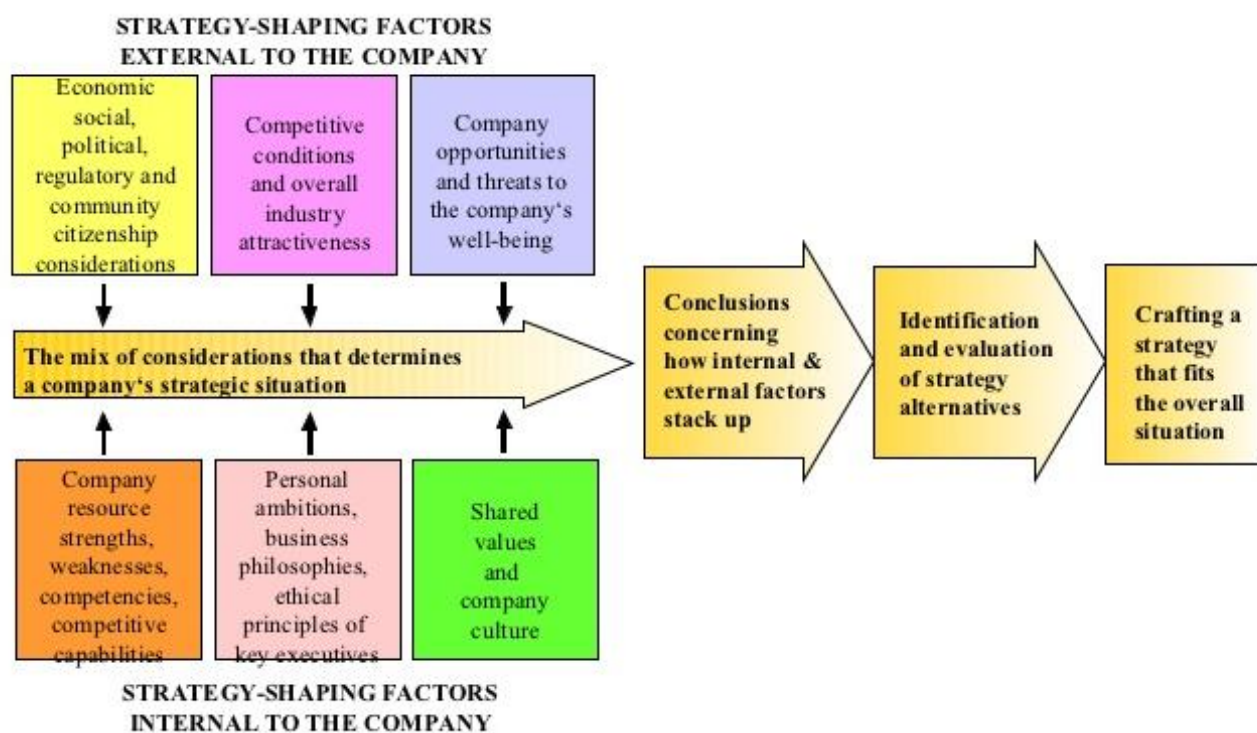 STRATEGY-SHAPING FACTORS
EXTERNAL TO THE COMPANY
Economic
social,
political,
regulatory and
community
citizenship
considerations
Competitive
conditions
and overall
industry
attractiveness
Company
opportunities
and threats to
the company‘s
well-being
The mix of considerations that determines
a company‘s strategic situation
Conclusions
concerning
how internal &
external factors
stack up
Identification
and evaluation
of strategy
alternatives
Crafting a
strategy
that fits
the overall
situation
Company
resource
strengths,
weaknesses,
competencies,
competitive
capabilities
Personal
ambitions,
business
philosophies,
ethical
principles of
key executives
Shared
values
and
company
culture
STRATEGY-SHAPING FACTORS
INTERNAL TO THE COMPANY